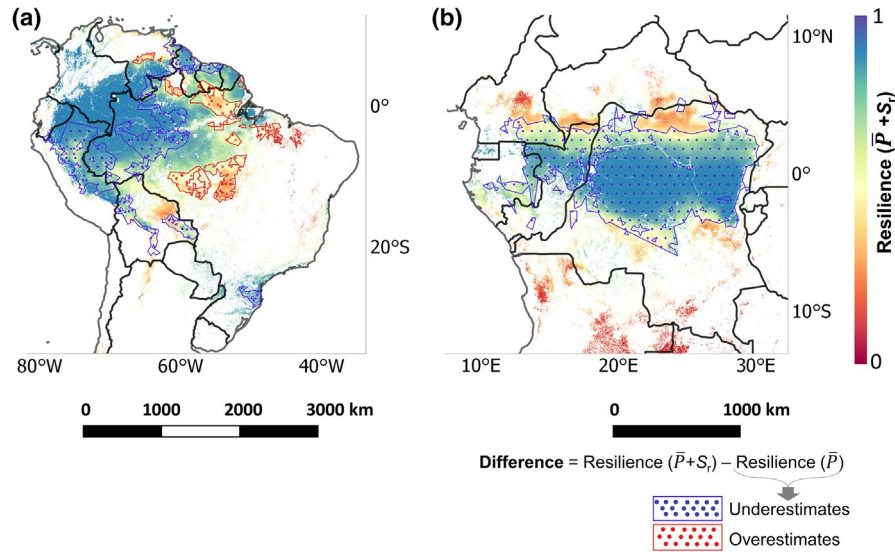 (a)
(b)
10°N
0°
0°
20°S
10°S
80°W 60°W 40°W
10°E 20°E 30°E
1
Resilience (P̄ +Sᵣ)
0
0 1000 2000 3000 km
0 1000 km
Difference = Resilience (P̄+Sᵣ) – Resilience (P̄)
Underestimates
Overestimates